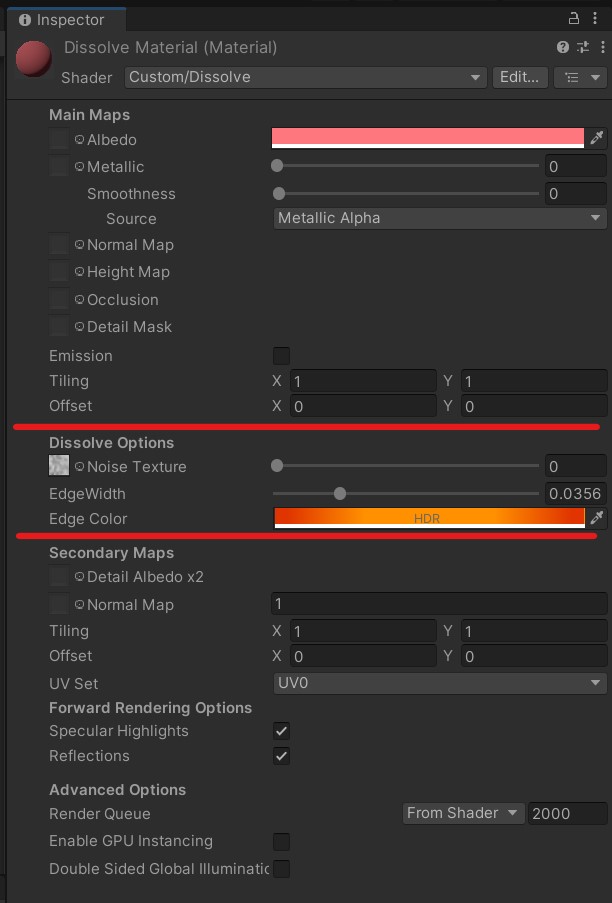 Inspector
Dissolve Material (Material)
Shader Custom/Dissolve Edit...
Main Maps
Albedo
Metallic 0
Smoothness 0
Source Metallic Alpha
Normal Map
Height Map
Occlusion
Detail Mask
Emission
Tiling X 1 Y 1
Offset X 0 Y 0
Dissolve Options
Noise Texture 0
EdgeWidth 0.0356
Edge Color HDR
Secondary Maps
Detail Albedo x2
Normal Map 1
Tiling X 1 Y 1
Offset X 0 Y 0
UV Set UV0
Forward Rendering Options
Specular Highlights
Reflections
Advanced Options
Render Queue From Shader 2000
Enable GPU Instancing
Double Sided Global Illuminatic